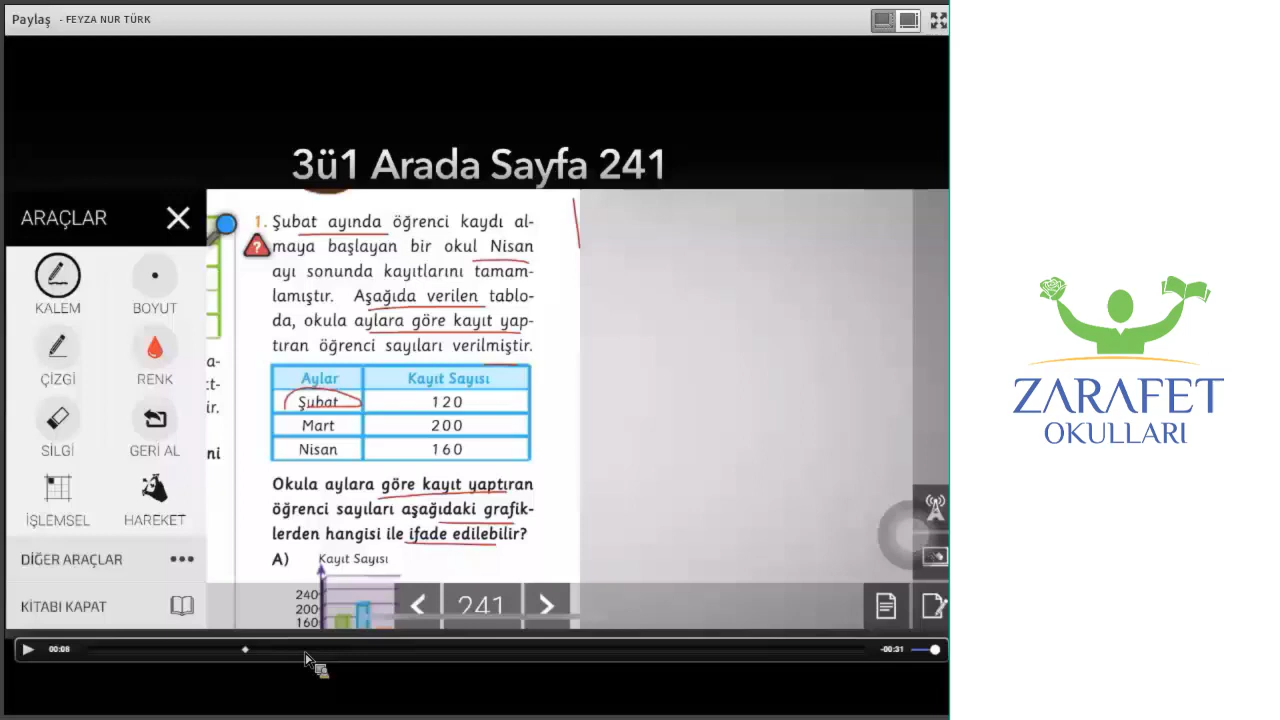 Paylaş - FEYZA NUR TÜRK
3ü1 Arada Sayfa 241
ARAÇLAR
KALEM
BOYUT
ÇİZGİ
RENK
SİLGİ
GERİ AL
İŞLEMSEL
HAREKET
DİĞER ARAÇLAR
KİTABI KAPAT
a-
t-
ir.
ni
1. Şubat ayında öğrenci kaydı al-
maya başlayan bir okul Nisan
ayı sonunda kayıtlarını tamam-
lamıştır. Aşağıda verilen tablo-
da, okula aylara göre kayıt yap-
tıran öğrenci sayıları verilmiştir.
Aylar Kayıt Sayısı
Şubat 120
Mart 200
Nisan 160
Okula aylara göre kayıt yaptıran
öğrenci sayıları aşağıdaki grafik-
lerden hangisi ile ifade edilebilir?
A) Kayıt Sayısı
240
200
160
241
00:08
-00:31
ZARAFET
OKULLARI